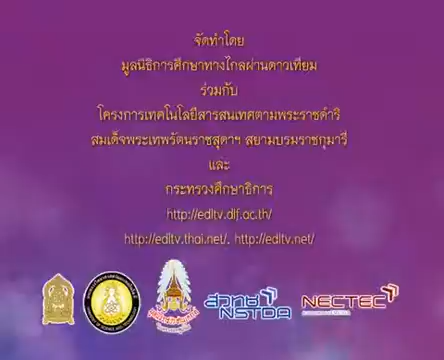 จัดทำโดย
มูลนิธิการศึกษาทางไกลผ่านดาวเทียม
ร่วมกับ
โครงการเทคโนโลยีสารสนเทศตามพระราชดำริ
สมเด็จพระเทพรัตนราชสุดาฯ สยามบรมราชกุมารี
และ
กระทรวงศึกษาธิการ
http://edltv.dlf.ac.th/
http://edltv.thai.net/, http://edltv.net/
สวทช NECTEC
NSTDA